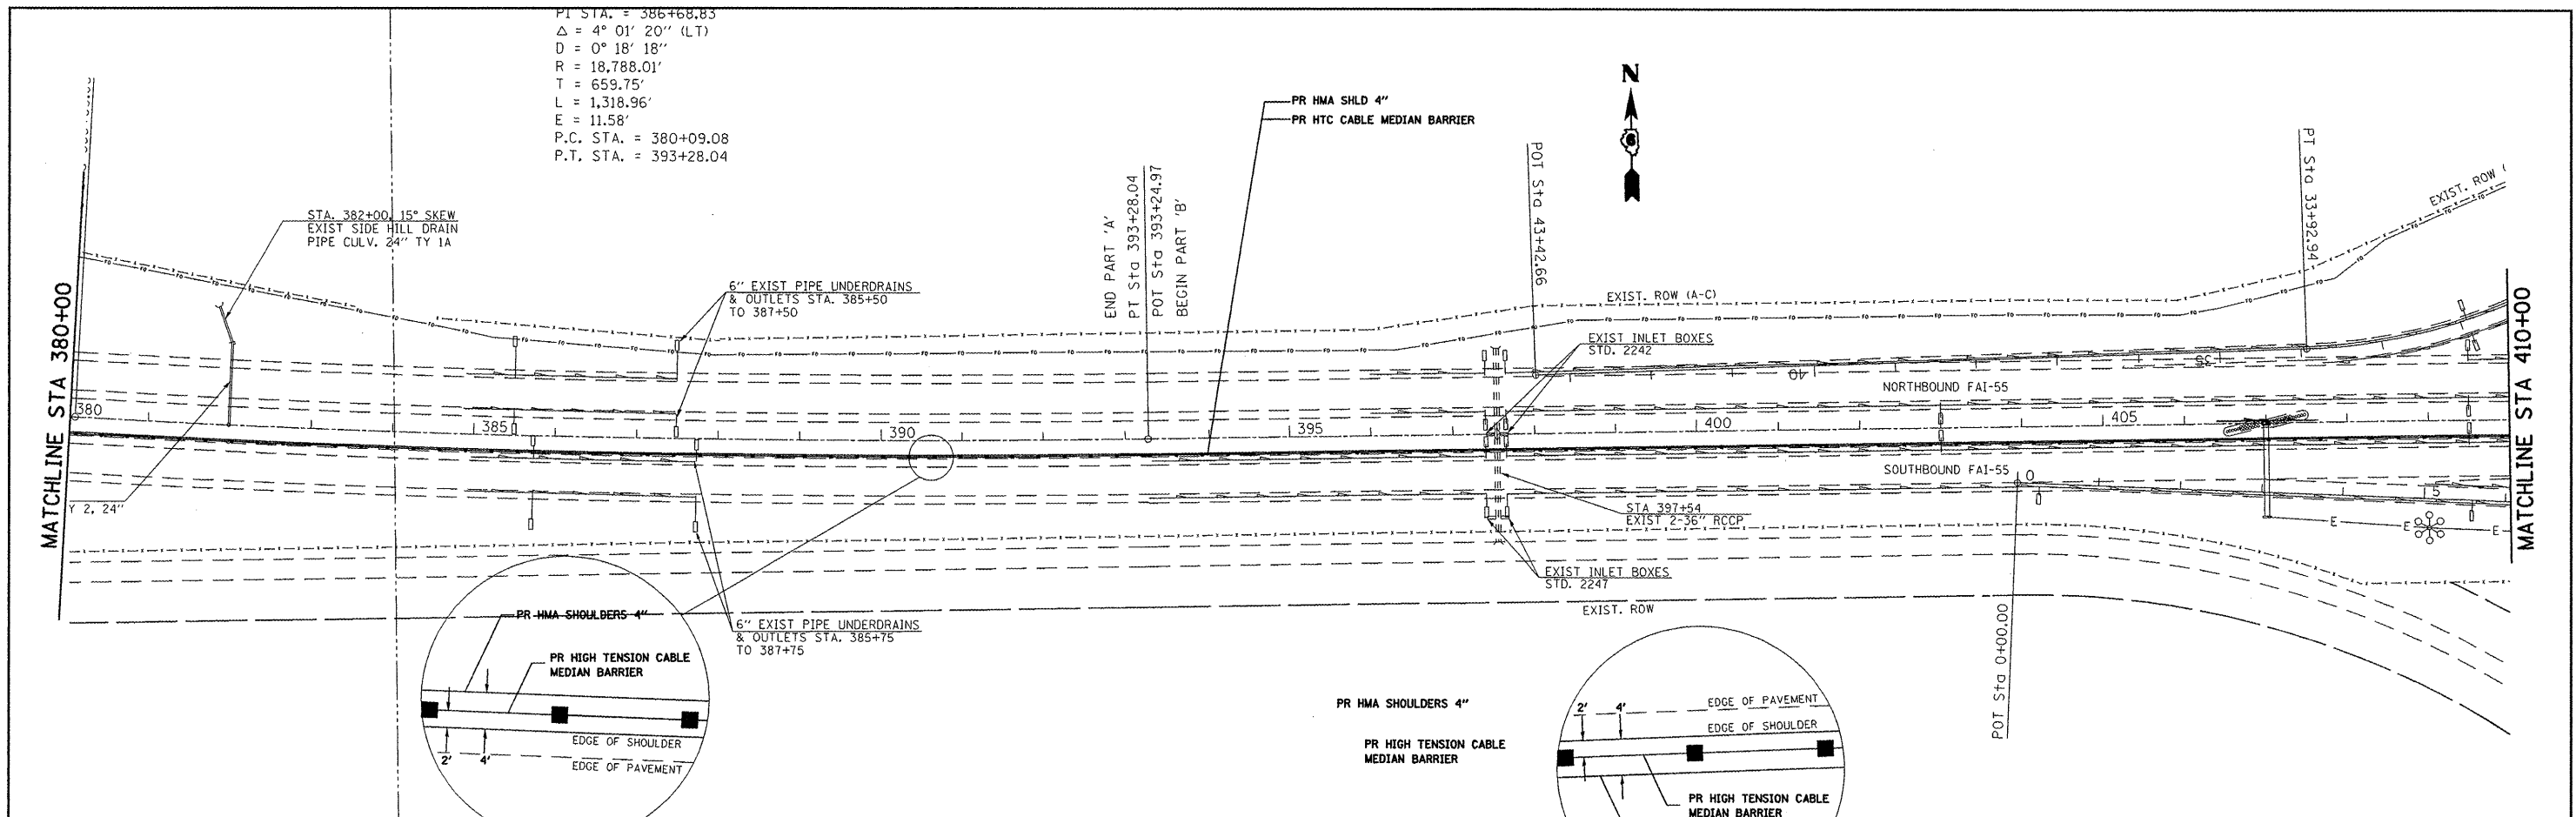 PI STA. = 386+68.83
Δ = 4° 01' 20" (LT)
D = 0° 18' 18"
R = 18,788.01'
T = 659.75'
L = 1,318.96'
E = 11.58'
P.C. STA. = 380+09.08
P.T. STA. = 393+28.04
PR HMA SHLD 4"
PR HTC CABLE MEDIAN BARRIER
N
6
STA. 382+00, 15° SKEW
EXIST SIDE HILL DRAIN
PIPE CULV. 24" TY 1A
6" EXIST PIPE UNDERDRAINS
& OUTLETS STA. 385+50
TO 387+50
END PART 'A'
PT Sta 393+28.04
POT Sta 393+24.97
BEGIN PART 'B'
POT Sta 43+42.66
PT Sta 33+92.94
EXIST. ROW (
EXIST. ROW (A-C)
EXIST INLET BOXES
STD. 2242
MATCHLINE STA 380+00
MATCHLINE STA 410+00
40
35
NORTHBOUND FAI-55
380
385
390
395
400
405
SOUTHBOUND FAI-55
0
5
Y 2, 24"
STA 397+54
EXIST 2-36" RCCP
E
E
E
EXIST INLET BOXES
STD. 2247
EXIST. ROW
POT Sta 0+00.00
6" EXIST PIPE UNDERDRAINS
& OUTLETS STA. 385+75
TO 387+75
PR HMA SHOULDERS 4"
PR HIGH TENSION CABLE
MEDIAN BARRIER
EDGE OF SHOULDER
2'
4'
EDGE OF PAVEMENT
PR HMA SHOULDERS 4"
PR HIGH TENSION CABLE
MEDIAN BARRIER
2'
4'
EDGE OF PAVEMENT
EDGE OF SHOULDER
PR HIGH TENSION CABLE
MEDIAN BARRIER